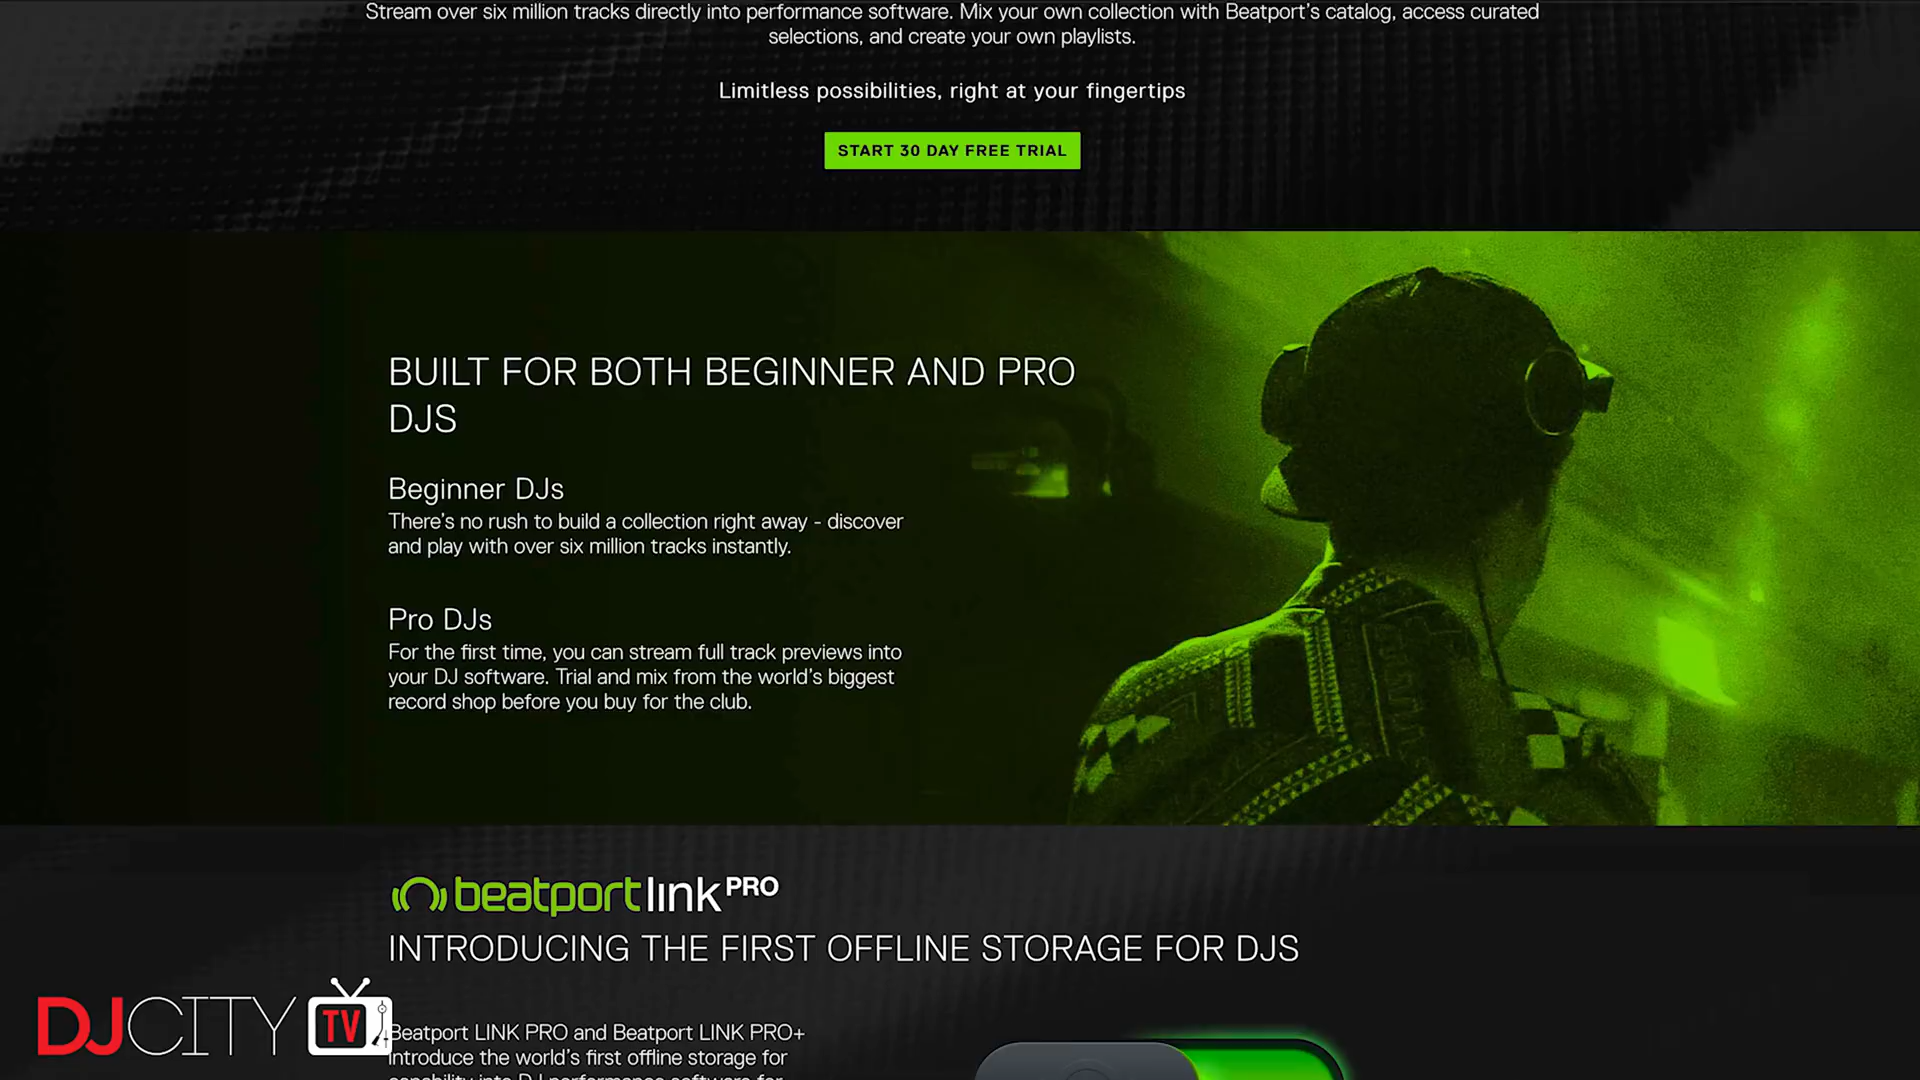 Stream over six million tracks directly into performance software. Mix your own collection with Beatport's catalog, access curated
selections, and create your own playlists.
Limitless possibilities, right at your fingertips
START 30 DAY FREE TRIAL
BUILT FOR BOTH BEGINNER AND PRO
DJS
Beginner DJs
There's no rush to build a collection right away - discover
and play with over six million tracks instantly.
Pro DJs
For the first time, you can stream full track previews into
your DJ software. Trial and mix from the world's biggest
record shop before you buy for the club.
beatport link PRO
INTRODUCING THE FIRST OFFLINE STORAGE FOR DJS
DJCITY TV
Beatport LINK PRO and Beatport LINK PRO+
introduce the world's first offline storage for
capability into DJ performance software for